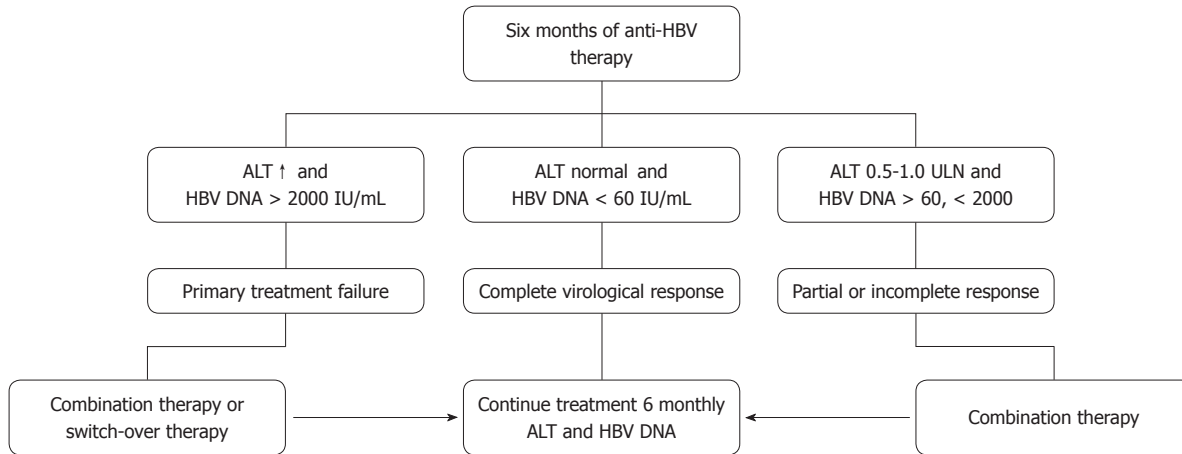 Six months of anti-HBV
therapy
ALT ↑ and
HBV DNA > 2000 IU/mL
ALT normal and
HBV DNA < 60 IU/mL
ALT 0.5-1.0 ULN and
HBV DNA > 60, < 2000
Primary treatment failure
Complete virological response
Partial or incomplete response
Combination therapy or
switch-over therapy
Continue treatment 6 monthly
ALT and HBV DNA
Combination therapy